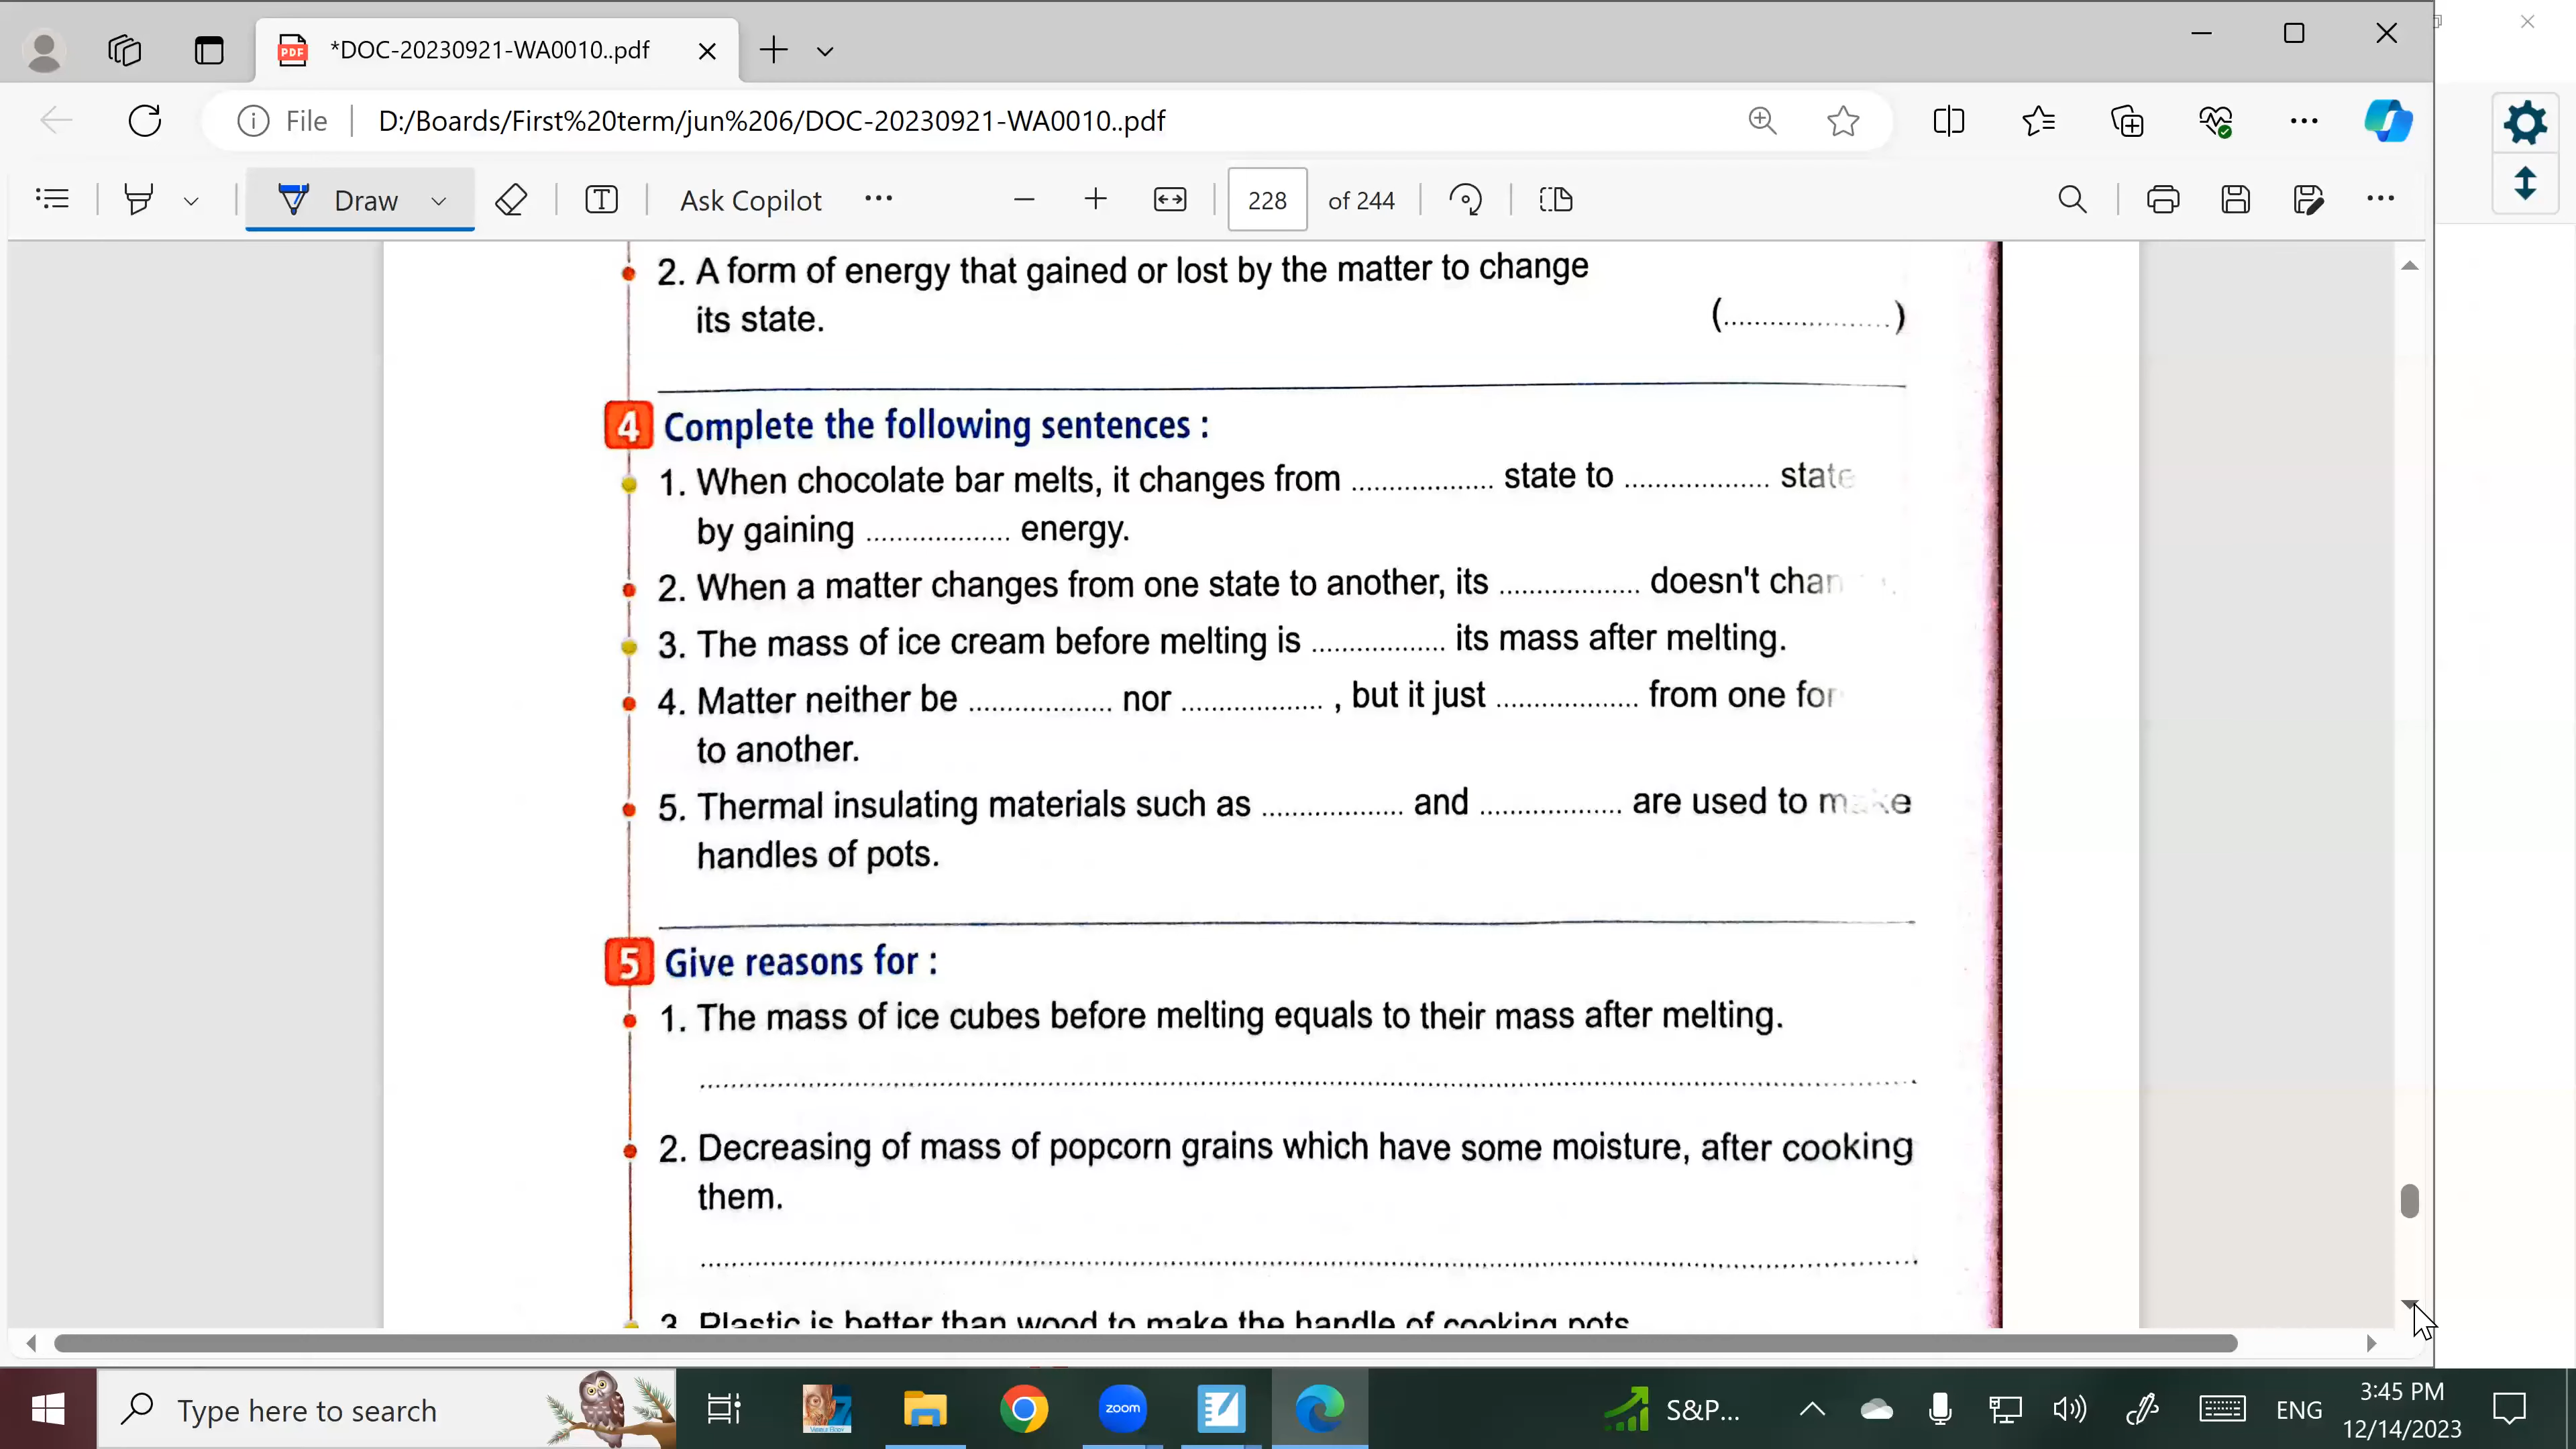 *DOC-20230921-WA0010..pdf
File
D:/Boards/First%20term/jun%206/DOC-20230921-WA0010..pdf
Draw
Ask Copilot
228 of 244
2. A form of energy that gained or lost by the matter to change
its state. (....................)
4 Complete the following sentences :
1. When chocolate bar melts, it changes from .................. state to .................. state
by gaining .................. energy.
2. When a matter changes from one state to another, its .................. doesn't chan
3. The mass of ice cream before melting is .................. its mass after melting.
4. Matter neither be .................. nor .................. , but it just .................. from one for
to another.
5. Thermal insulating materials such as .................. and .................. are used to make
handles of pots.
5 Give reasons for :
1. The mass of ice cubes before melting equals to their mass after melting.
2. Decreasing of mass of popcorn grains which have some moisture, after cooking
them.
3. Plastic is better than wood to make the handle of cooking pots
Type here to search
zoom
S&P...
ENG
3:45 PM
12/14/2023